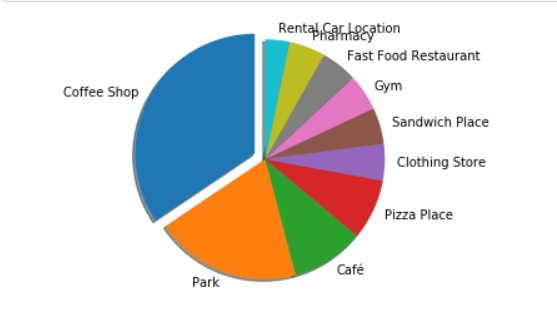 Rental Car Location
Pharmacy
Fast Food Restaurant
Gym
Coffee Shop
Sandwich Place
Clothing Store
Pizza Place
Café
Park